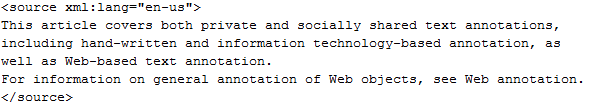 <source xml:lang="en-us">
This article covers both private and socially shared text annotations,
including hand-written and information technology-based annotation, as
well as Web-based text annotation.
For information on general annotation of Web objects, see Web annotation.
</source>